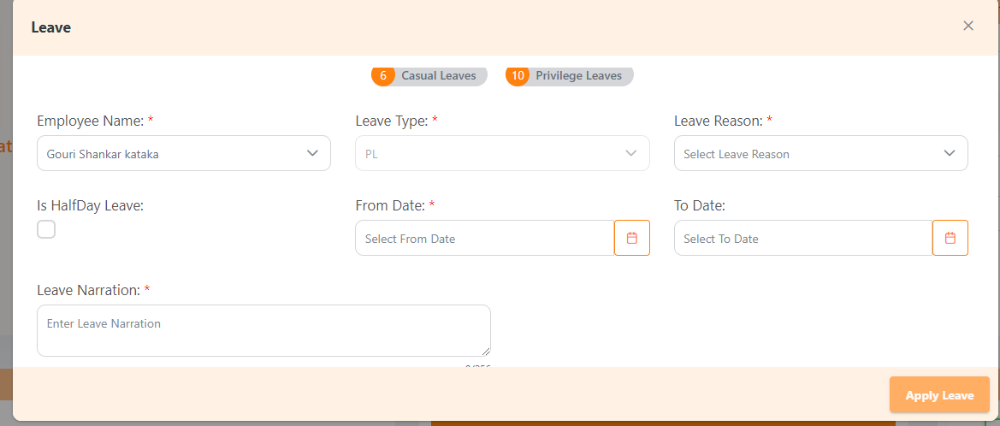 Leave
6 Casual Leaves 10 Privilege Leaves
Employee Name: * Leave Type: * Leave Reason: *
Gouri Shankar kataka PL Select Leave Reason
Is HalfDay Leave: From Date: * To Date:
Select From Date Select To Date
Leave Narration: *
Enter Leave Narration
at
Apply Leave